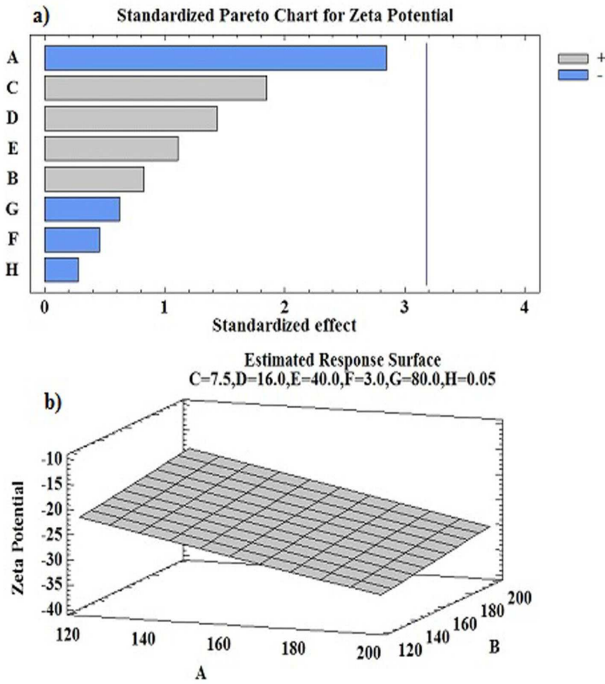 a)
Standardized Pareto Chart for Zeta Potential
A
C
D
E
B
G
F
H
+
-
0 1 2 3 4
Standardized effect
b)
Estimated Response Surface
C=7.5,D=16.0,E=40.0,F=3.0,G=80.0,H=0.05
Zeta Potential
-10
-15
-20
-25
-30
-35
-40
120 140 160 180 200
A
120 140 160 180 200
B